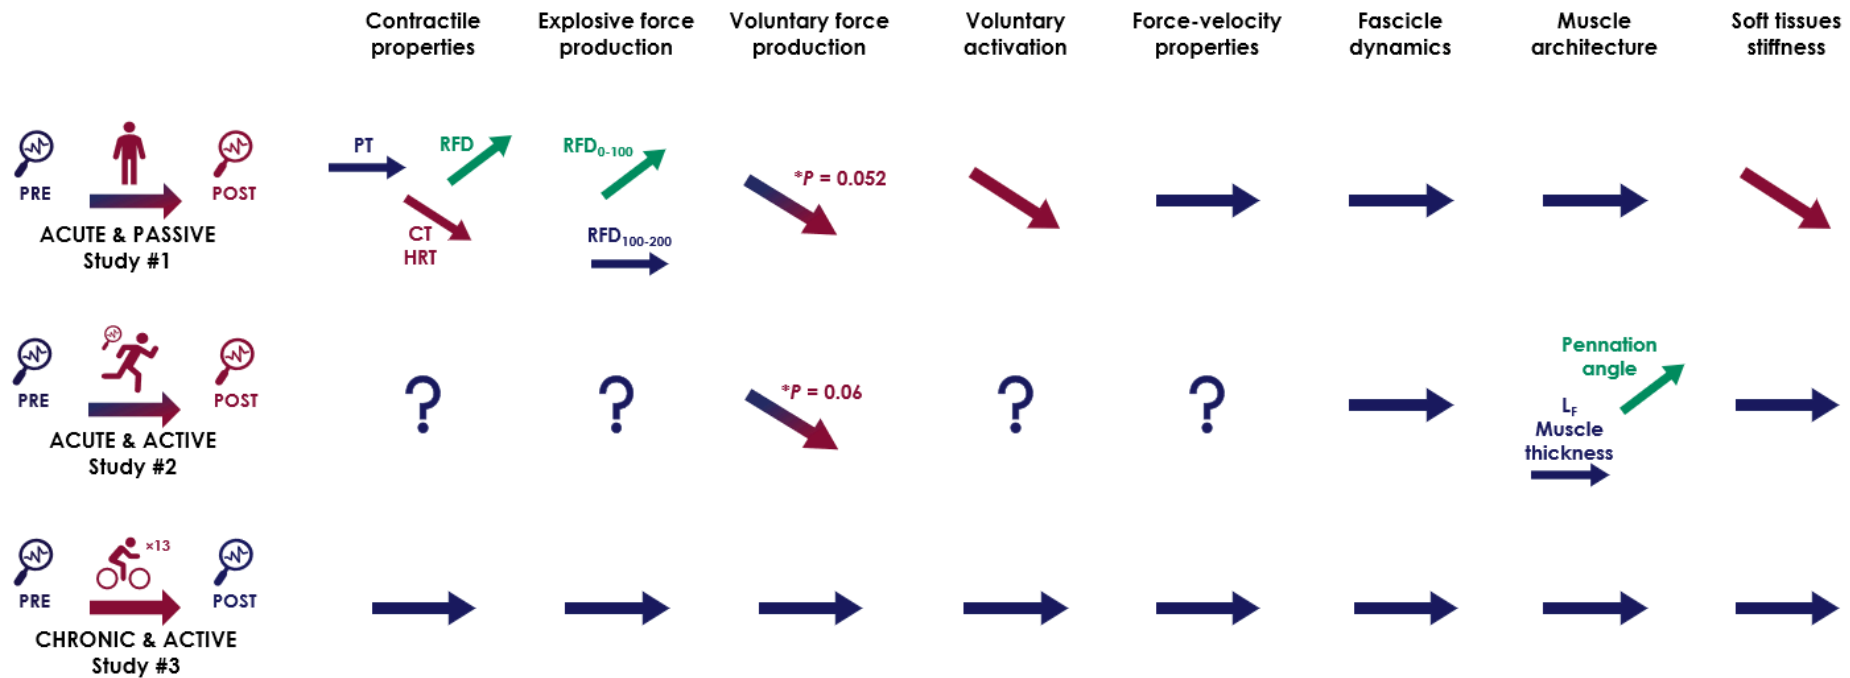 Contractile
properties
Explosive force
production
Voluntary force
production
Voluntary
activation
Force-velocity
properties
Fascicle
dynamics
Muscle
architecture
Soft tissues
stiffness
PRE
POST
ACUTE & PASSIVE
Study #1
PT
RFD
CT
HRT
RFD0-100
RFD100-200
*P = 0.052
PRE
POST
ACUTE & ACTIVE
Study #2
?
?
*P = 0.06
?
?
Pennation
angle
LF
Muscle
thickness
×13
PRE
POST
CHRONIC & ACTIVE
Study #3